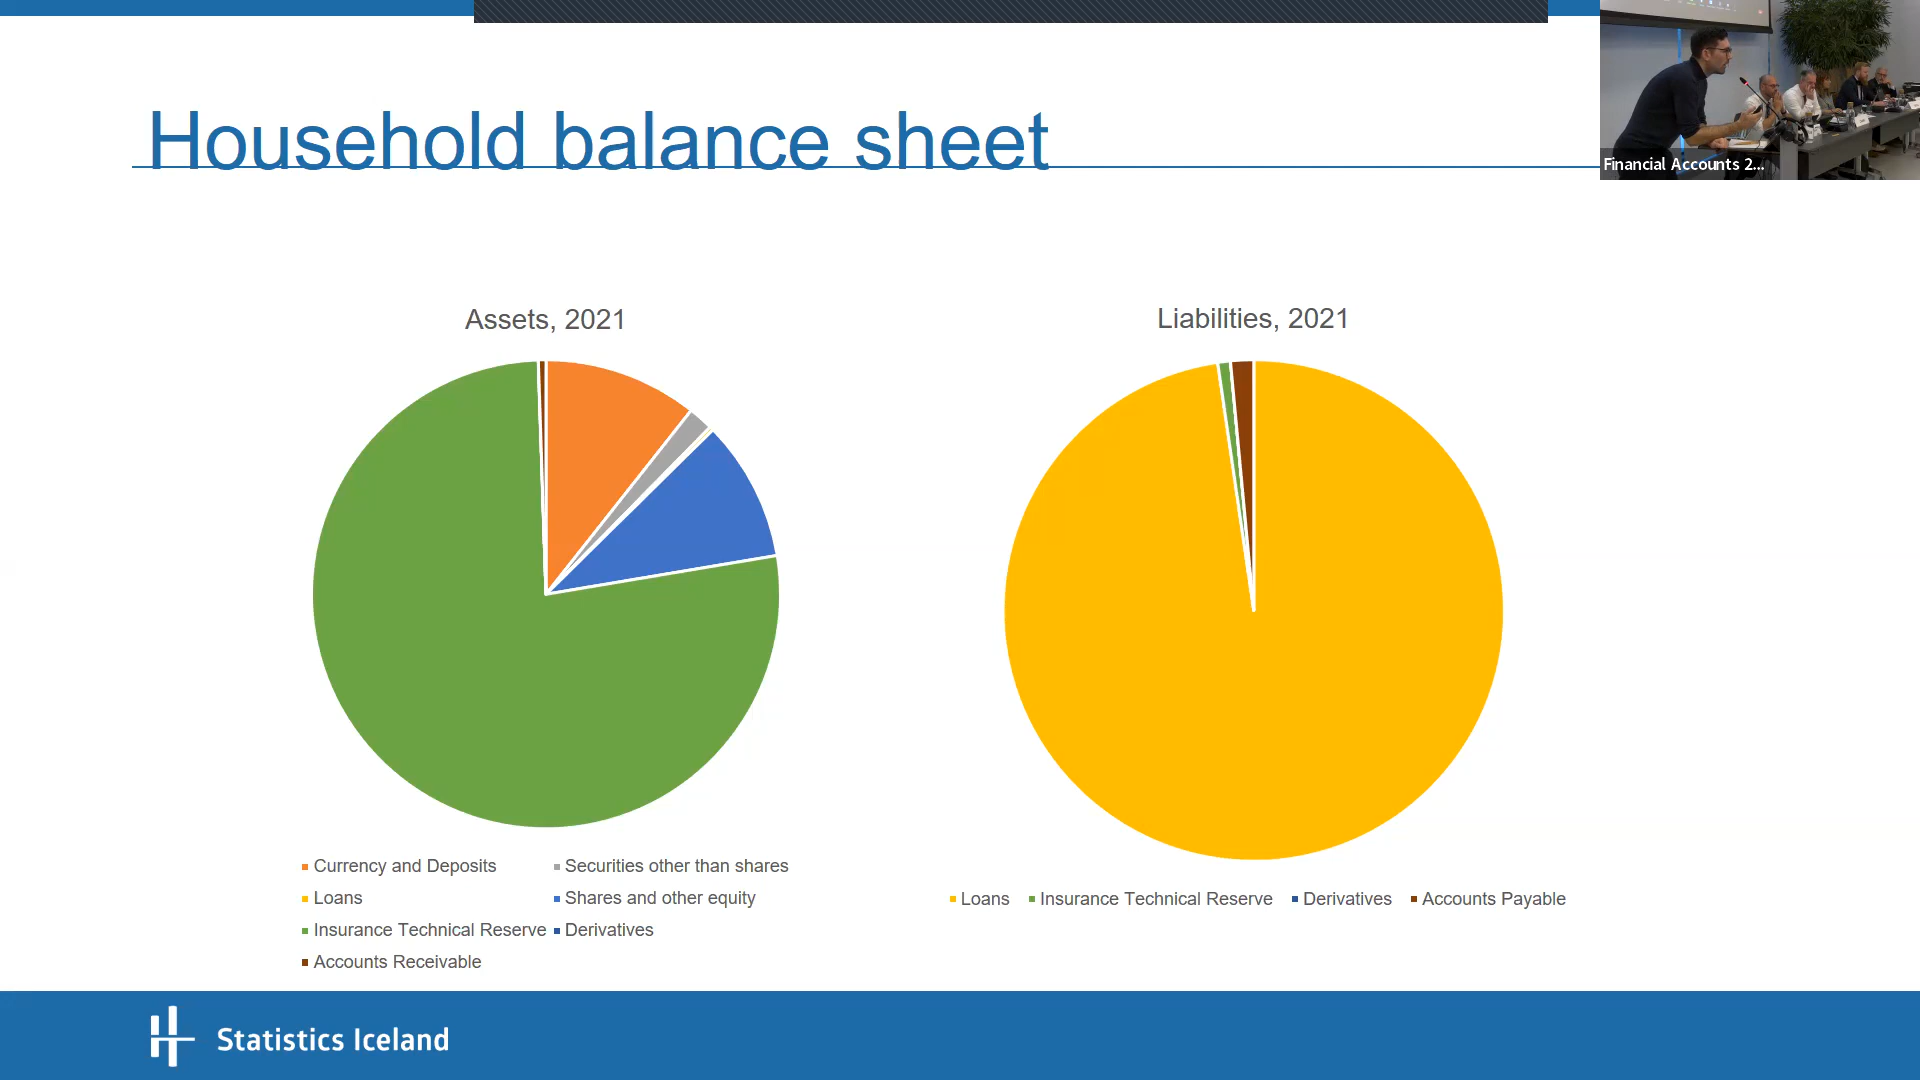 Household balance sheet
Financial Accounts 2...
Assets, 2021
Liabilities, 2021
Currency and Deposits
Securities other than shares
Loans
Shares and other equity
Insurance Technical Reserve
Derivatives
Accounts Receivable
Loans Insurance Technical Reserve Derivatives Accounts Payable
Statistics Iceland